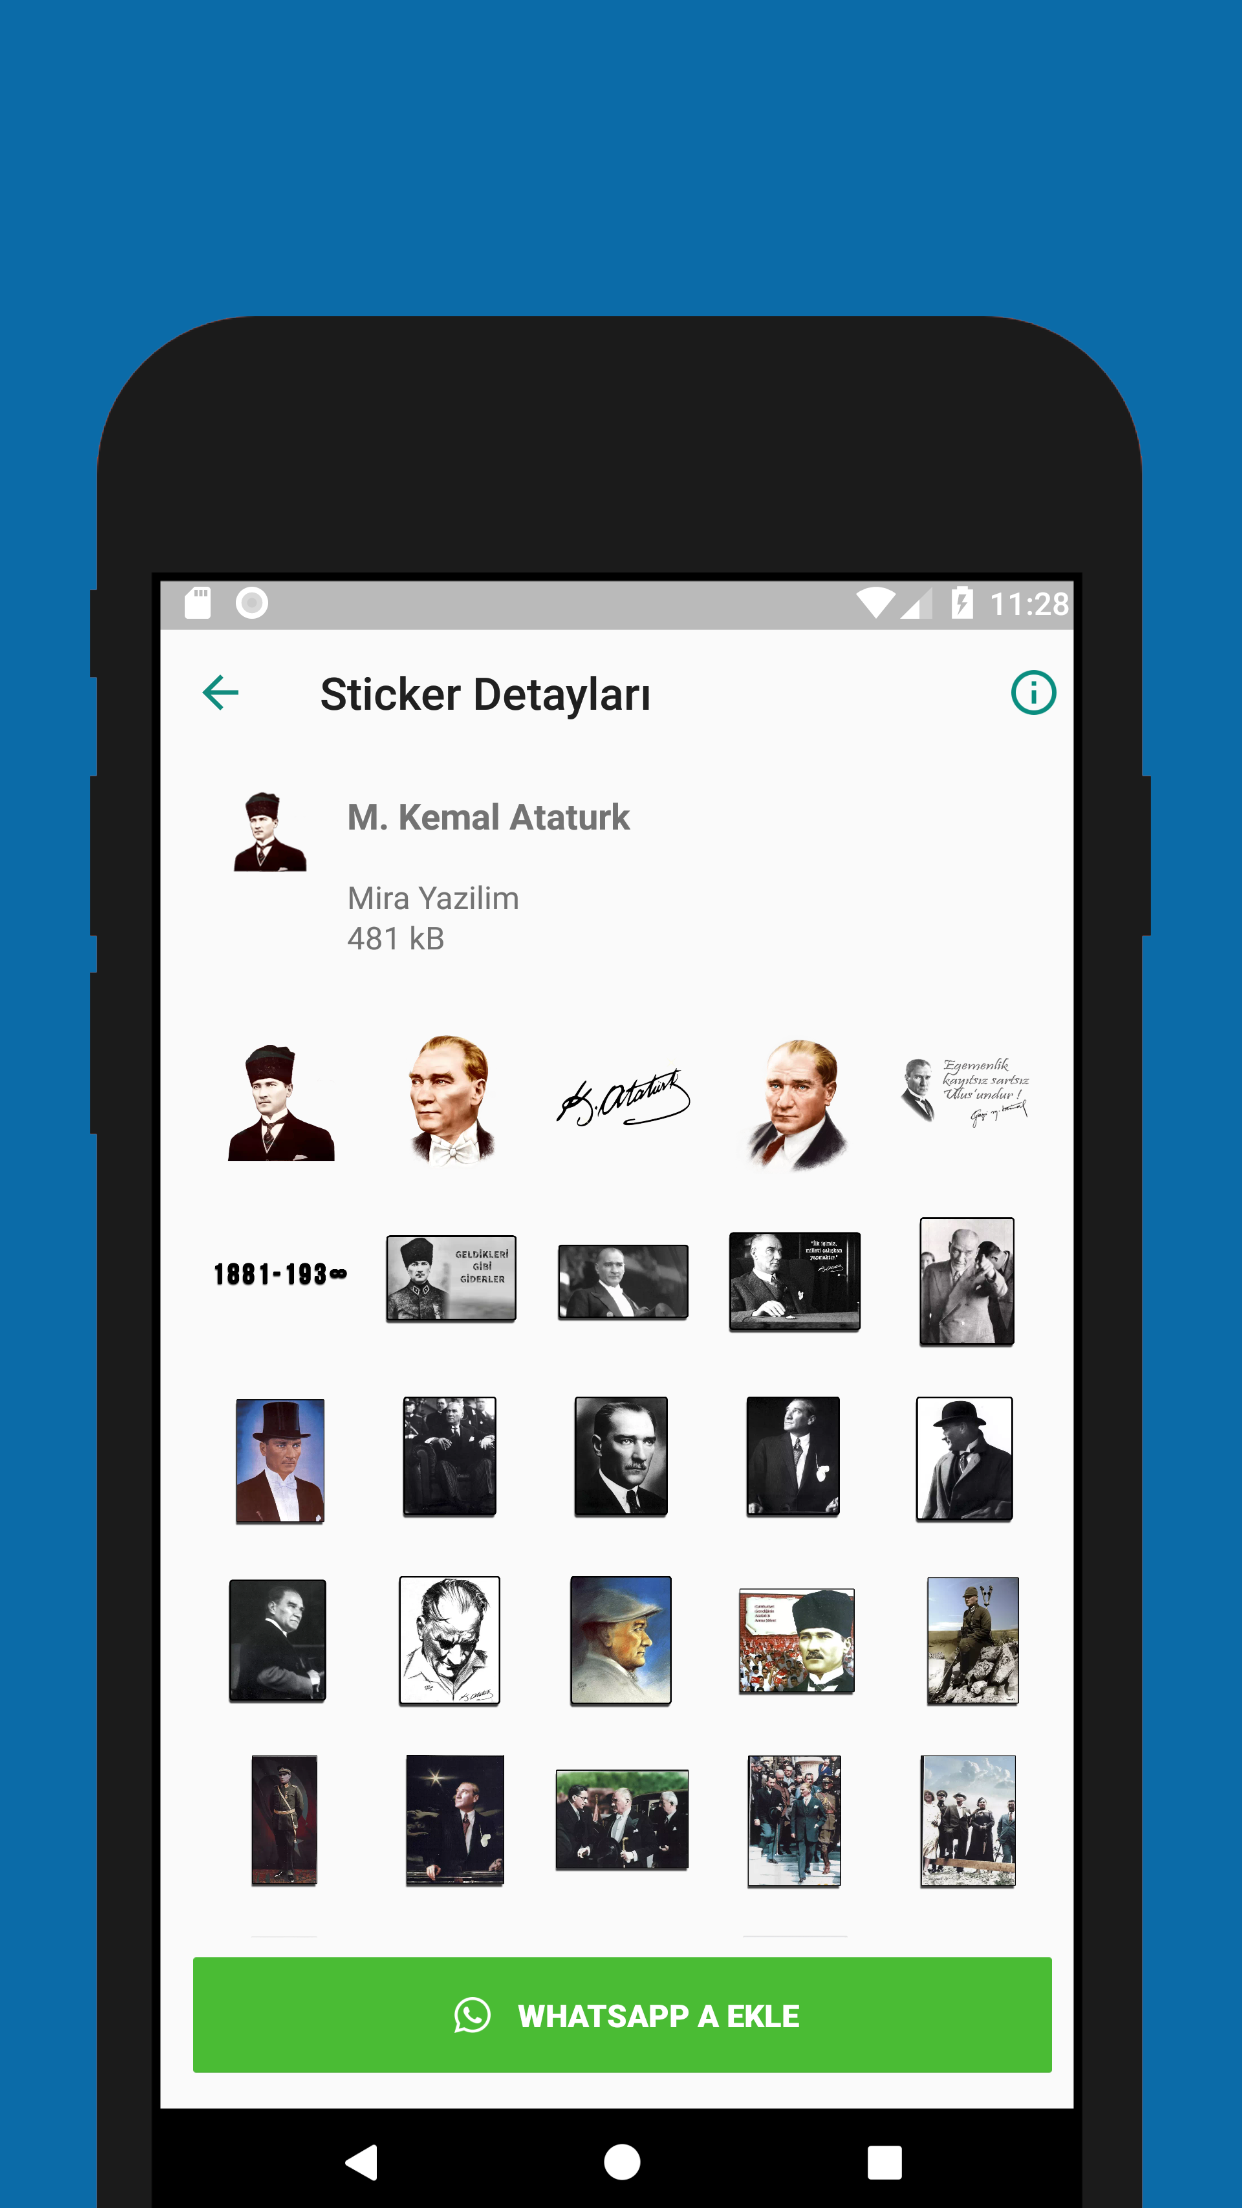 11:28
Sticker Detayları
M. Kemal Ataturk
Mira Yazilim
481 kB
K. Atatürk
Egemenlik
kayıtsız şartsız
Ulus'undur !
1881-193∞
GELDİKLERİ
GİBİ
GİDERLER
WHATSAPP A EKLE